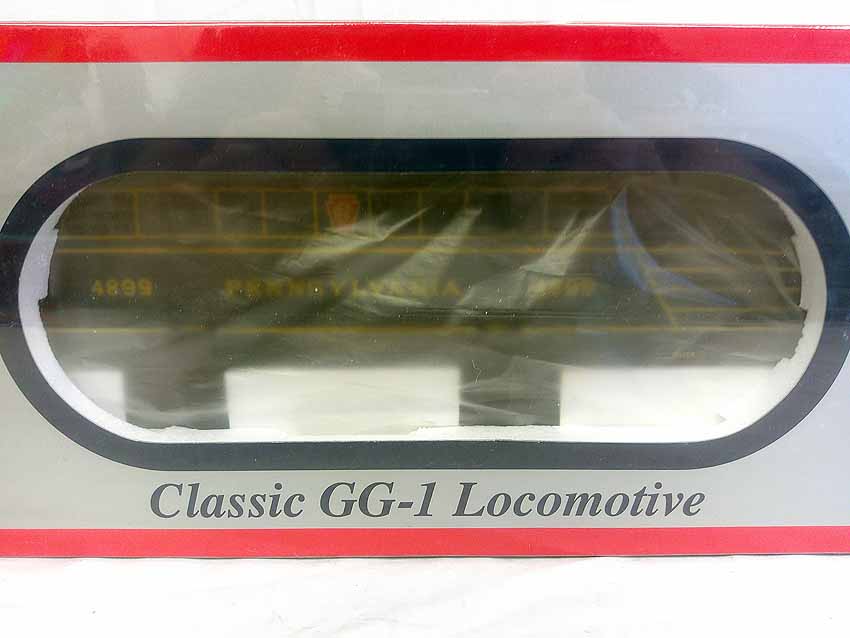 4899 PENNSYLVANIA 4899
Classic GG-1 Locomotive